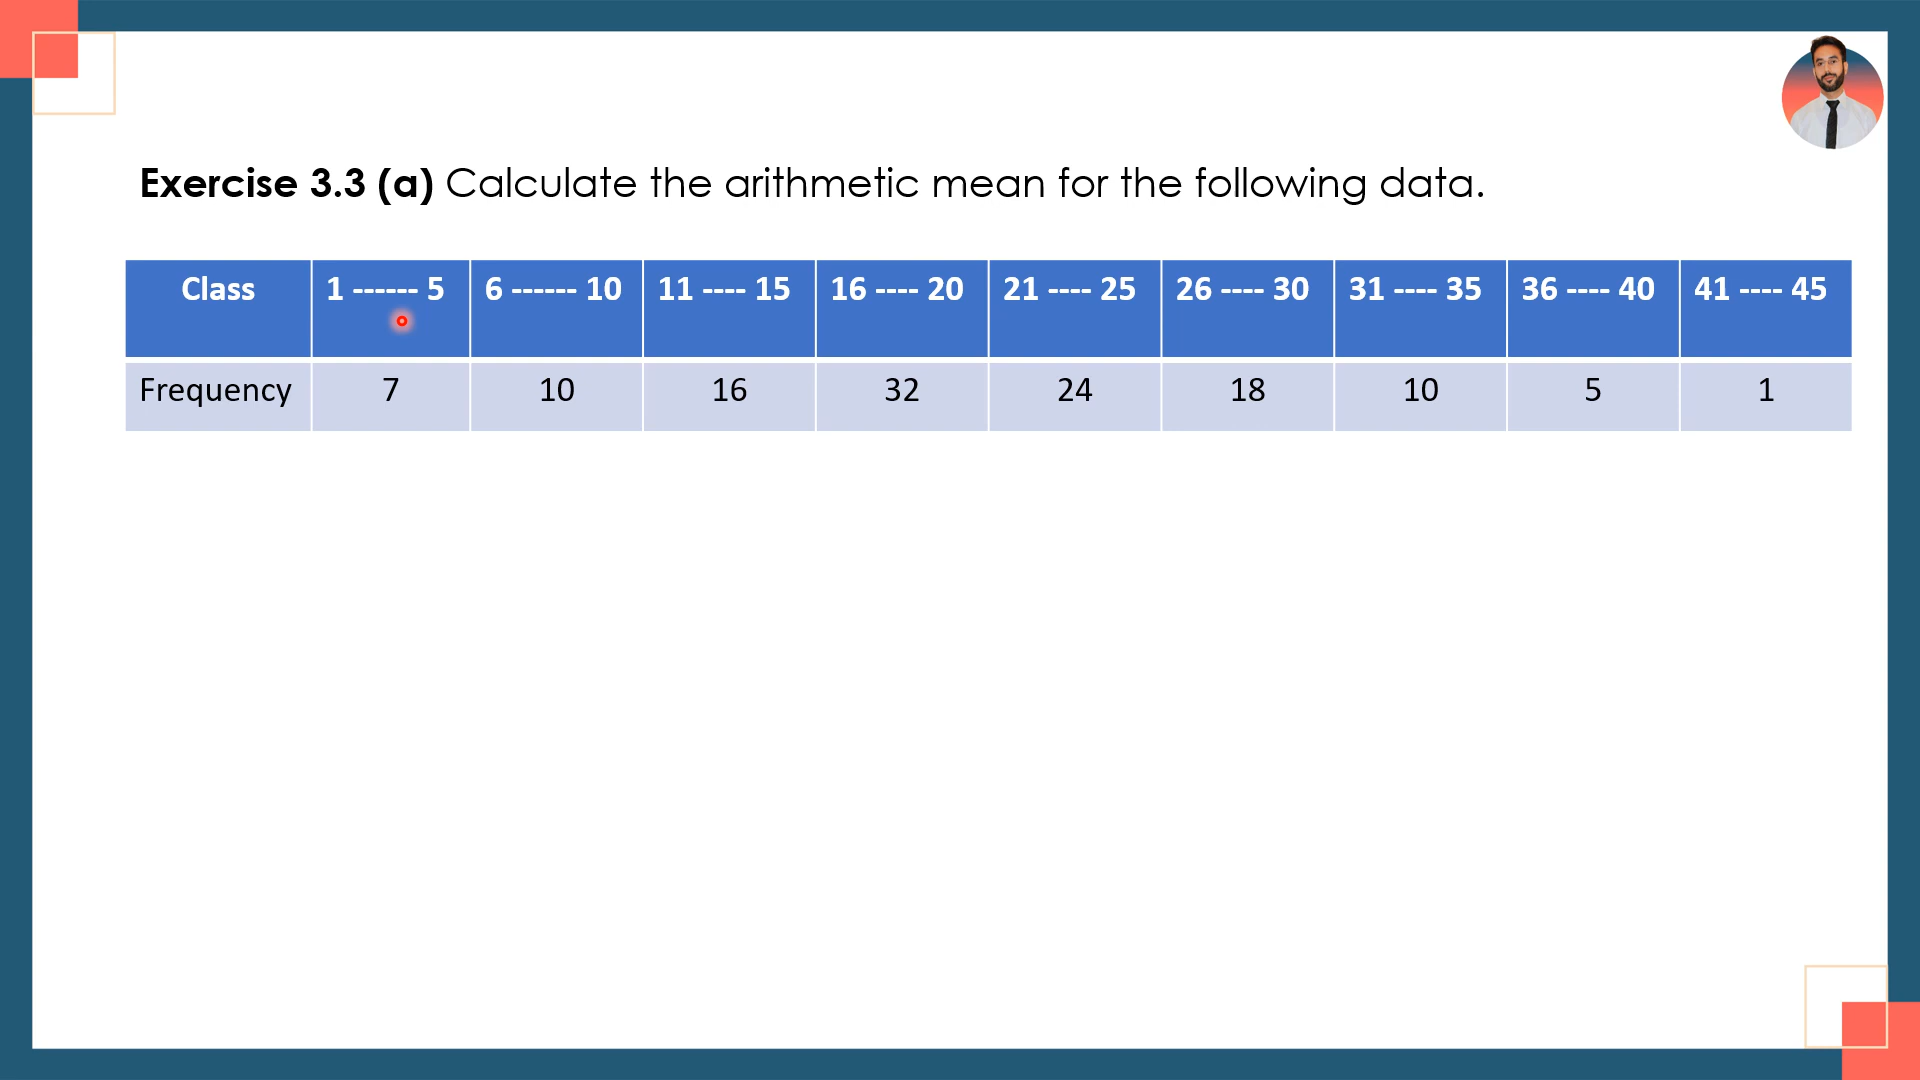 Exercise 3.3 (a) Calculate the arithmetic mean for the following data.
Class 1 ------ 5 6 ------ 10 11 ---- 15 16 ---- 20 21 ---- 25 26 ---- 30 31 ---- 35 36 ---- 40 41 ---- 45
Frequency 7 10 16 32 24 18 10 5 1